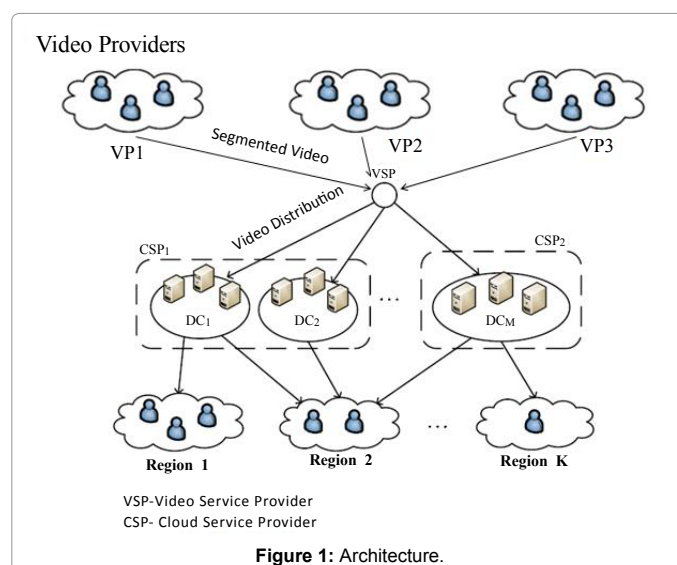 Video Providers
VP1
VP2
VP3
Segmented Video
VSP
Video Distribution
CSP1
CSP2
DC1
DC2
...
DCM
Region 1
Region 2
...
Region K
VSP-Video Service Provider
CSP- Cloud Service Provider
Figure 1: Architecture.